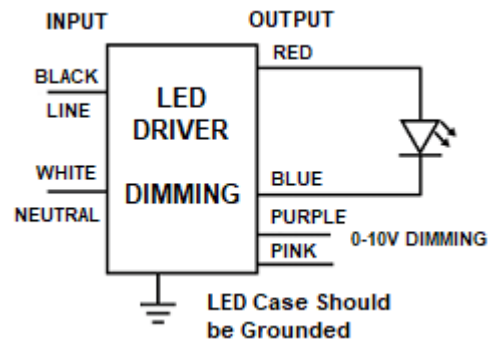 INPUT
OUTPUT
RED
BLACK
LINE
LED
DRIVER
DIMMING
WHITE
NEUTRAL
BLUE
PURPLE
0-10V DIMMING
PINK
LED Case Should
be Grounded